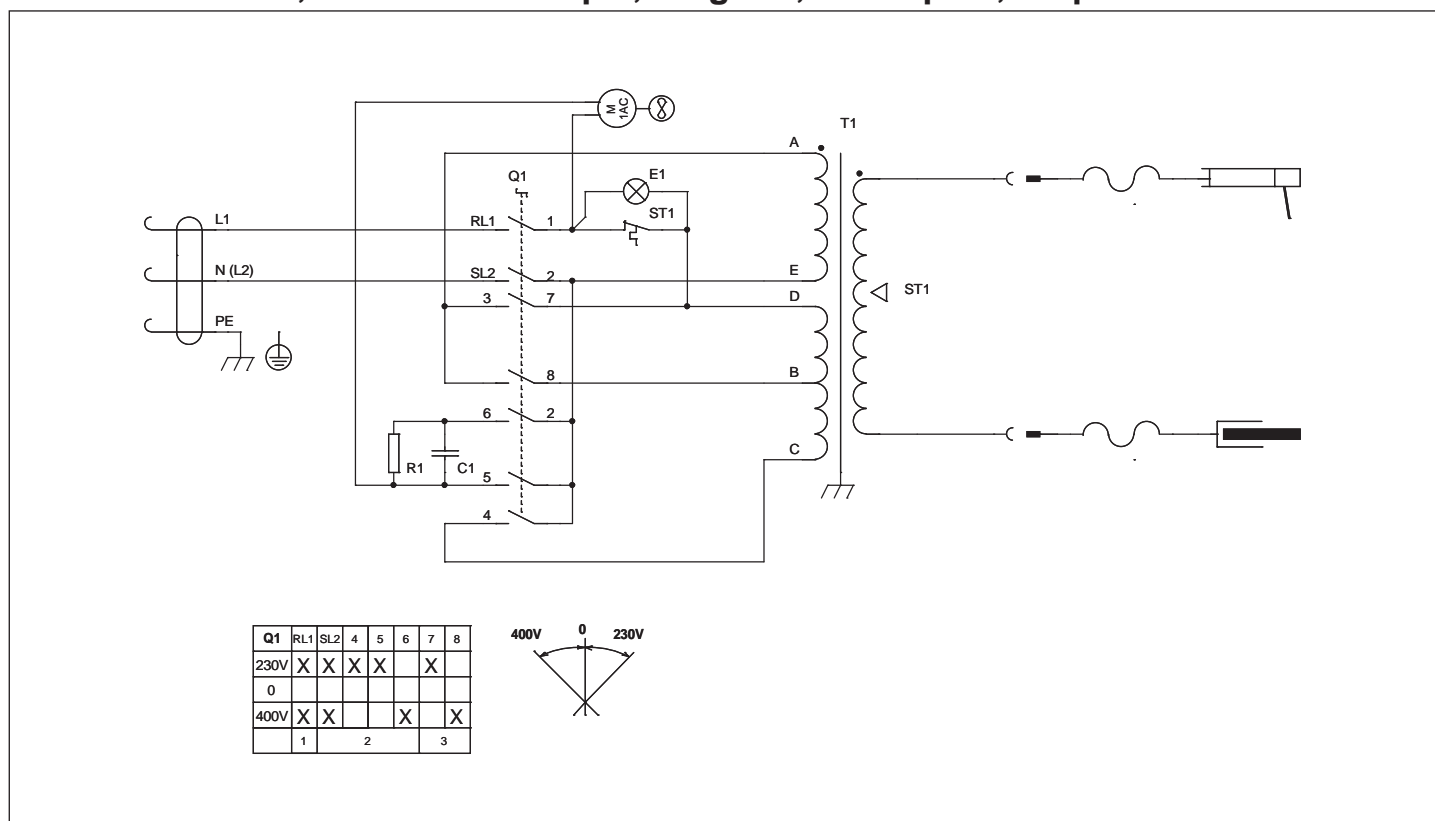 M
1AC
T1
A
Q1
E1
L1
RL1
1
ST1
N (L2)
SL2
2
E
ST1
3
7
D
PE
8
B
6
2
R1
C1
5
C
4
Q1 RL1 SL2 4 5 6 7 8
230V X X X X X
0
400V X X X X
1 2 3
400V 0 230V